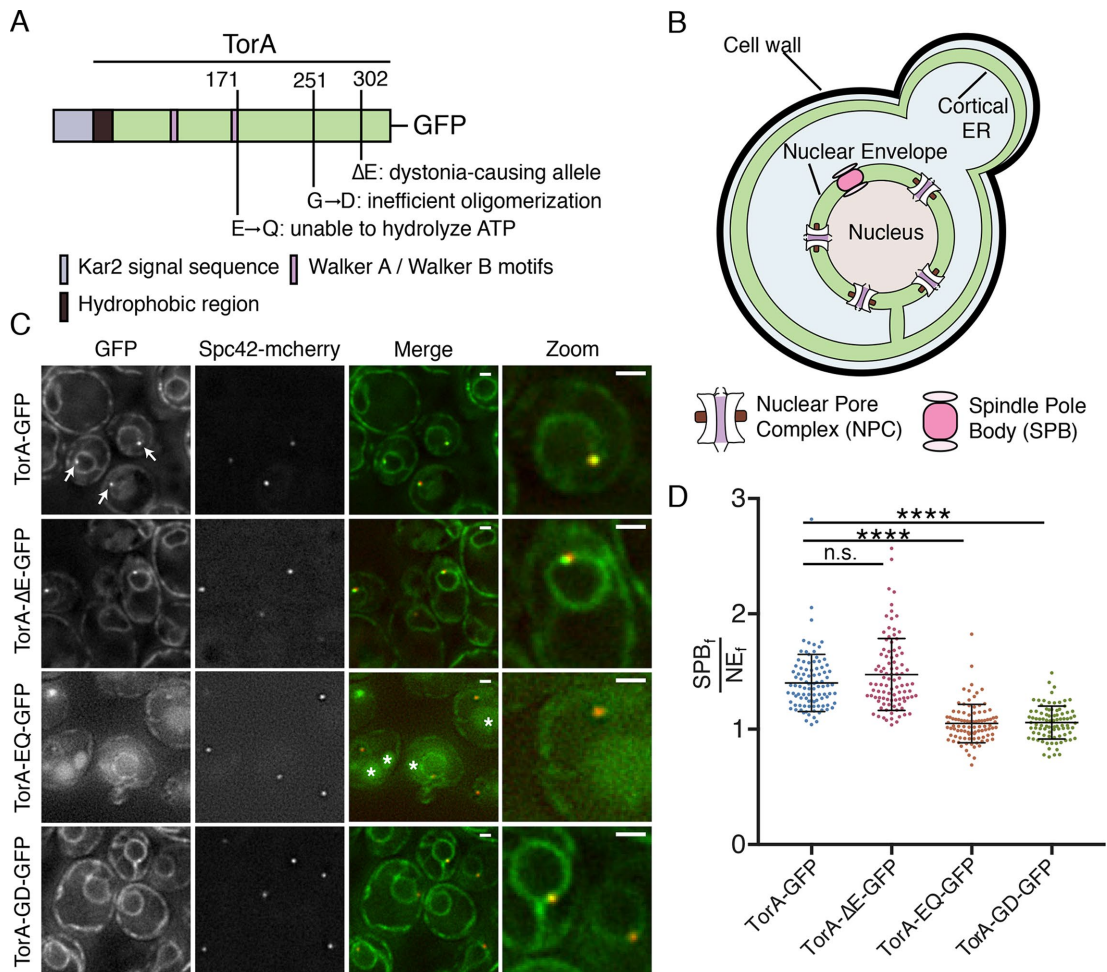 A
TorA
171
251
302
GFP
ΔE: dystonia-causing allele
G→D: inefficient oligomerization
E→Q: unable to hydrolyze ATP
Kar2 signal sequence
Walker A / Walker B motifs
Hydrophobic region
B
Cell wall
Cortical
ER
Nuclear Envelope
Nucleus
Nuclear Pore
Complex (NPC)
Spindle Pole
Body (SPB)
C
GFP
Spc42-mcherry
Merge
Zoom
TorA-GFP
TorA-ΔE-GFP
TorA-EQ-GFP
*
*
*
*
TorA-GD-GFP
D
3
2
1
0
SPBf
NEf
****
****
n.s.
TorA-GFP
TorA-ΔE-GFP
TorA-EQ-GFP
TorA-GD-GFP